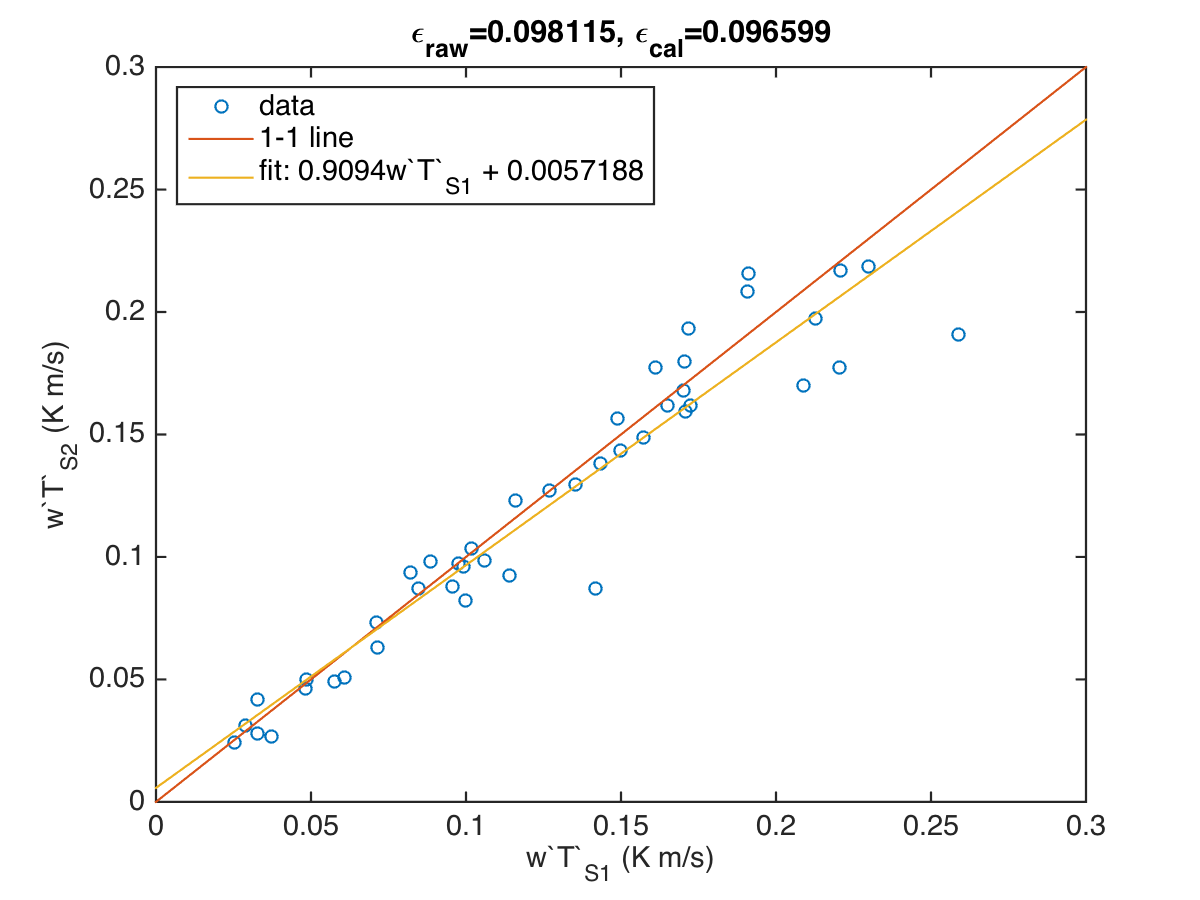 ϵraw=0.098115, ϵcal=0.096599
0.3
0.25
0.2
0.15
0.1
0.05
0
data
1-1 line
fit: 0.9094w`T`S1 + 0.0057188
w`T`S2 (K m/s)
0 0.05 0.1 0.15 0.2 0.25 0.3
w`T`S1 (K m/s)